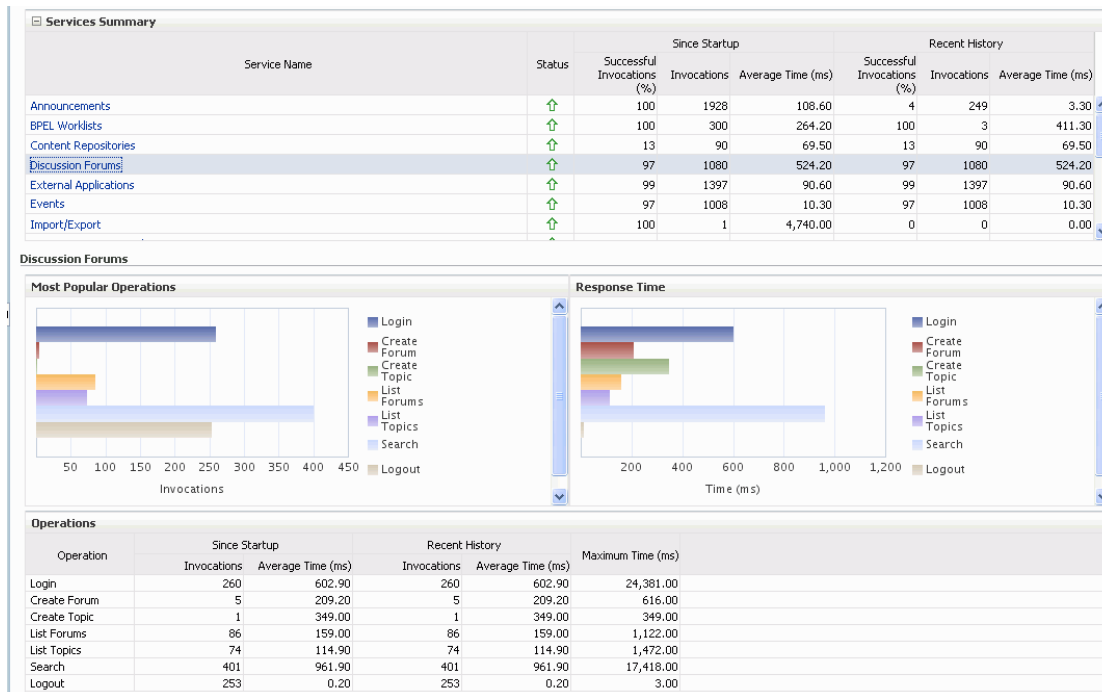 Services Summary
Since Startup Recent History
Service Name Status Successful Invocations (%) Invocations Average Time (ms) Successful Invocations (%) Invocations Average Time (ms)
Announcements 100 1928 108.60 4 249 3.30
BPEL Worklists 100 300 264.20 100 3 411.30
Content Repositories 13 90 69.50 13 90 69.50
Discussion Forums 97 1080 524.20 97 1080 524.20
External Applications 99 1397 90.60 99 1397 90.60
Events 97 1008 10.30 97 1008 10.30
Import/Export 100 1 4,740.00 0 0 0.00
Discussion Forums
Most Popular Operations
Login
Create
Forum
Create
Topic
List
Forums
List
Topics
Search
Logout
50 100 150 200 250 300 350 400 450
Invocations
Response Time
Login
Create
Forum
Create
Topic
List
Forums
List
Topics
Search
Logout
200 400 600 800 1,000 1,200
Time (ms)
Operations
Operation Since Startup Recent History Maximum Time (ms)
Invocations Average Time (ms) Invocations Average Time (ms)
Login 260 602.90 260 602.90 24,381.00
Create Forum 5 209.20 5 209.20 616.00
Create Topic 1 349.00 1 349.00 349.00
List Forums 86 159.00 86 159.00 1,122.00
List Topics 74 114.90 74 114.90 1,472.00
Search 401 961.90 401 961.90 17,418.00
Logout 253 0.20 253 0.20 3.00